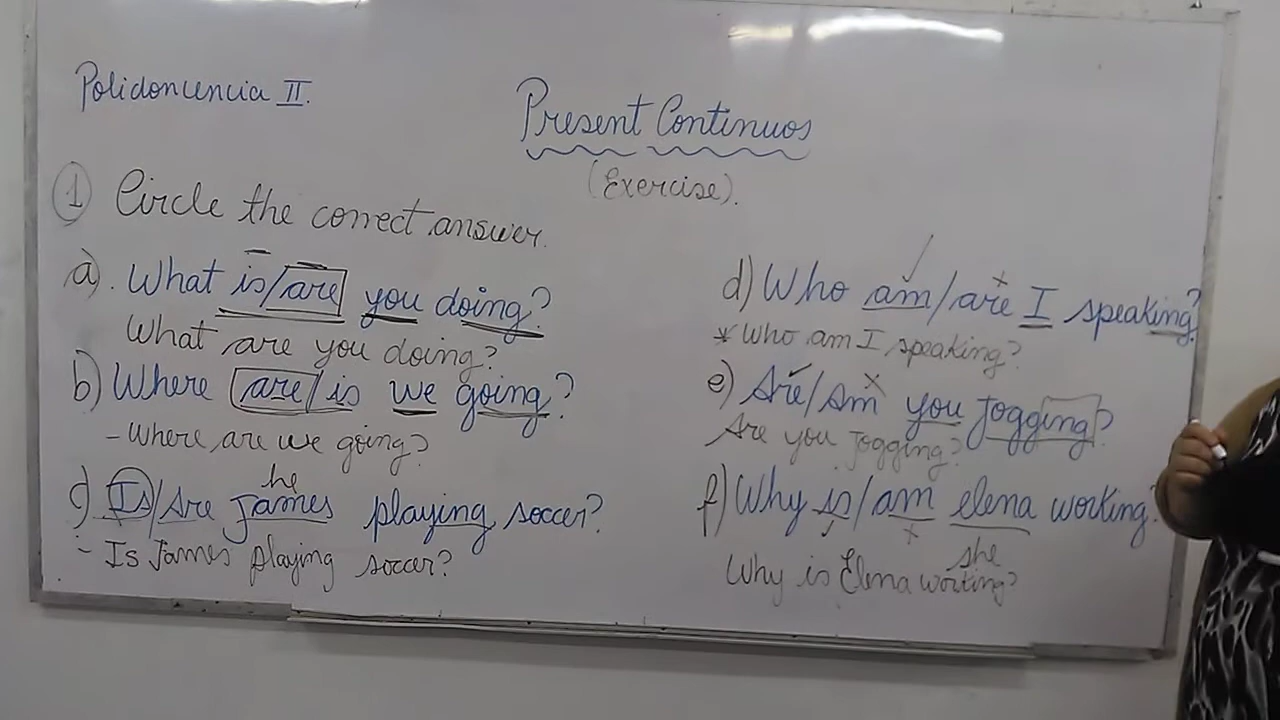 Polidoncencia II.
Present Continuos
(Exercise).
1 Circle the correct answer.
a). What is/are you doing?
What are you doing?
b) Where are/is we going?
- Where are we going?
he
c) Is/Are James playing soccer?
- Is James playing soccer?
d) Who am/are I speaking?
* Who am I speaking?
e) Are/Am you Jogging?
Are you Jogging?
f) Why is/am elena working?
she
Why is Elena working?